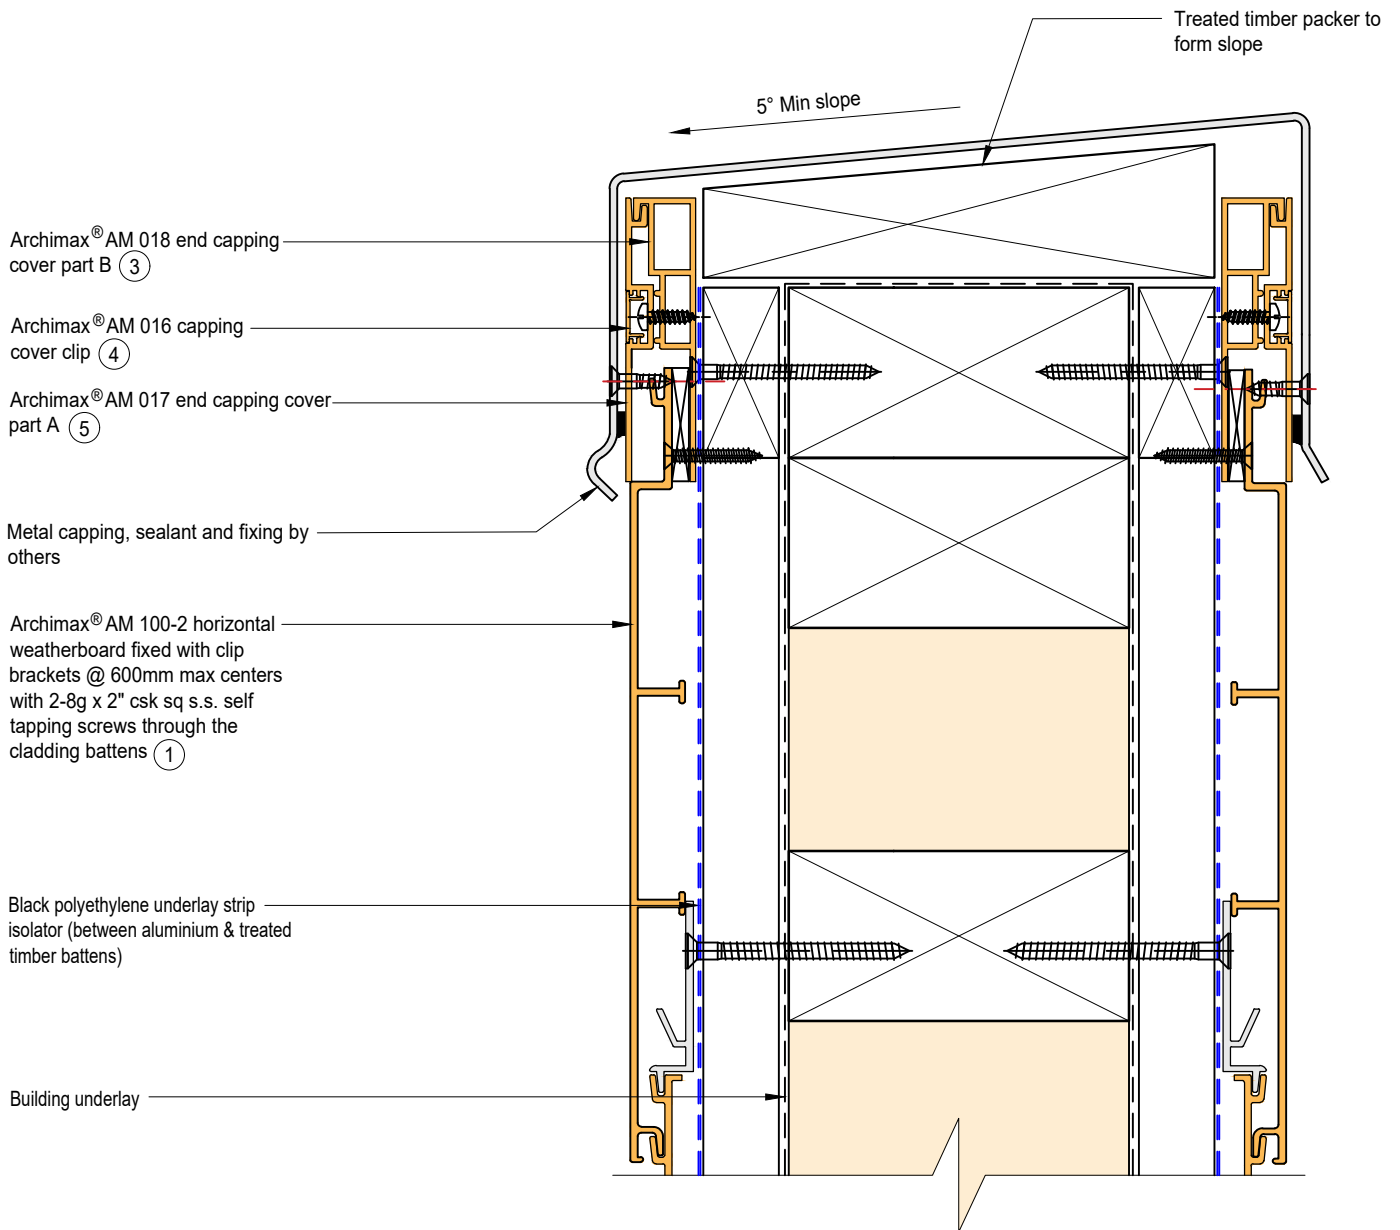 Treated timber packer to
form slope
5° Min slope
Archimax® AM 018 end capping
cover part B 3
Archimax® AM 016 capping
cover clip 4
Archimax® AM 017 end capping cover
part A 5
Metal capping, sealant and fixing by
others
Archimax® AM 100-2 horizontal
weatherboard fixed with clip
brackets @ 600mm max centers
with 2-8g x 2" csk sq s.s. self
tapping screws through the
cladding battens 1
Black polyethylene underlay strip
isolator (between aluminium & treated
timber battens)
Building underlay